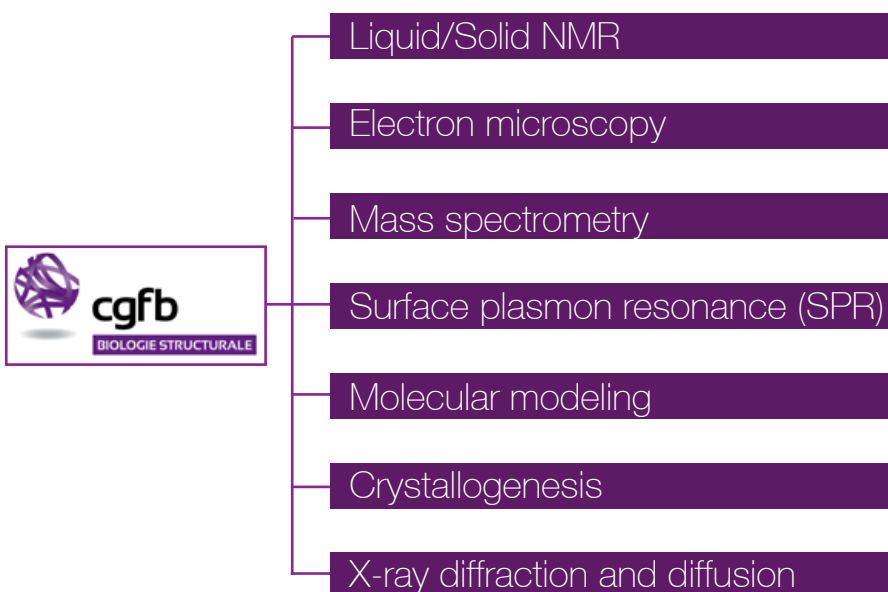 Liquid/Solid NMR
Electron microscopy
Mass spectrometry
cgfb
BIOLOGIE STRUCTURALE
Surface plasmon resonance (SPR)
Molecular modeling
Crystallogenesis
X-ray diffraction and diffusion